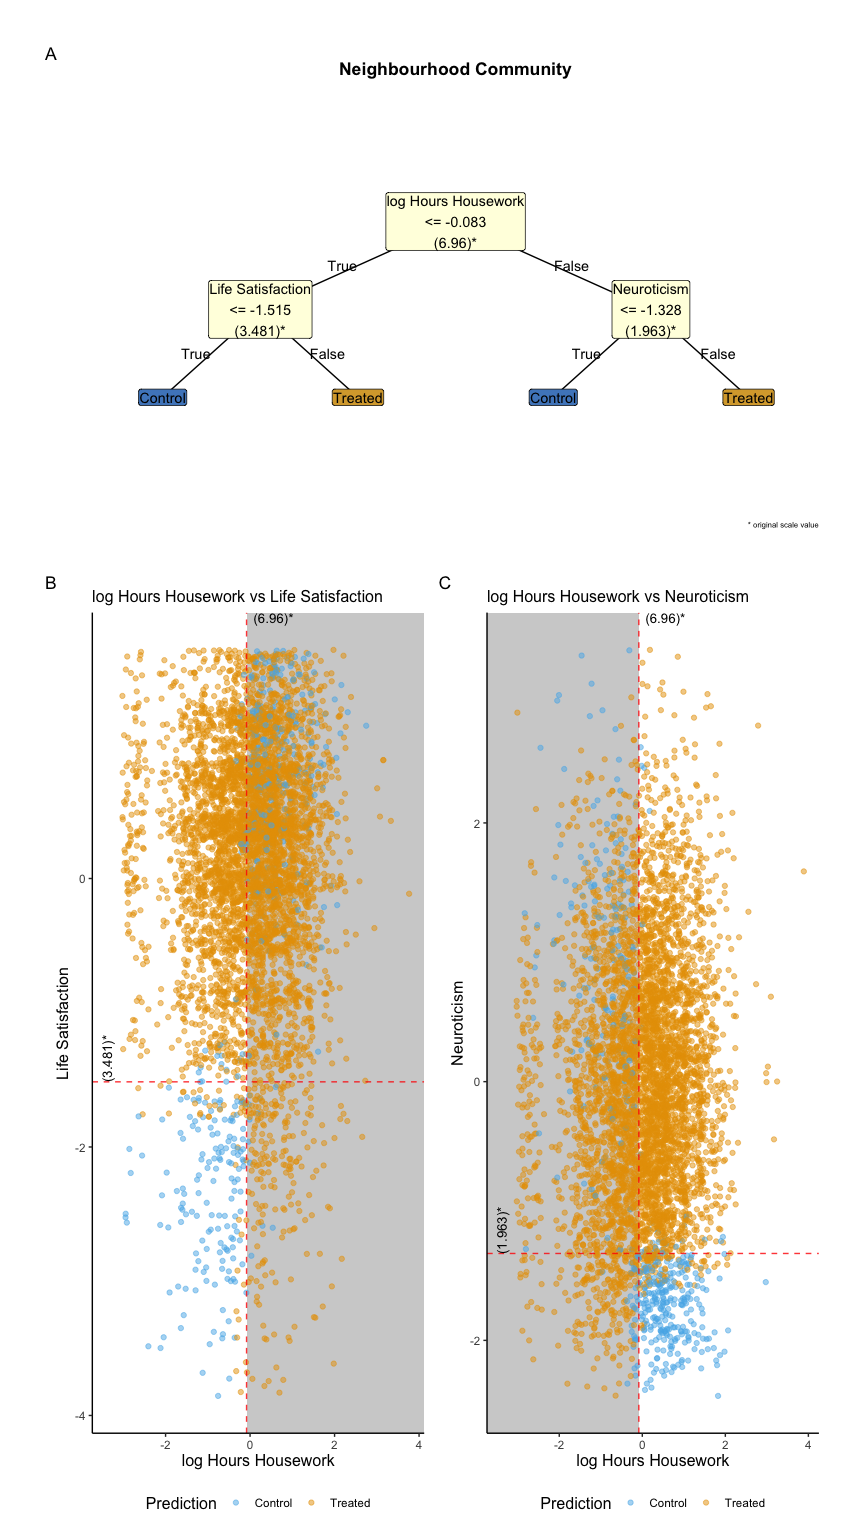 A
Neighbourhood Community
log Hours Housework
<= -0.083
(6.96)*
True
False
Life Satisfaction
<= -1.515
(3.481)*
Neuroticism
<= -1.328
(1.963)*
True
False
True
False
Control
Treated
Control
Treated
* original scale value
B
log Hours Housework vs Life Satisfaction
(6.96)*
0
-2
-4
Life Satisfaction
(3.481)*
-2
0
2
4
log Hours Housework
Prediction
Control
Treated
C
log Hours Housework vs Neuroticism
(6.96)*
2
0
-2
Neuroticism
(1.963)*
-2
0
2
4
log Hours Housework
Prediction
Control
Treated